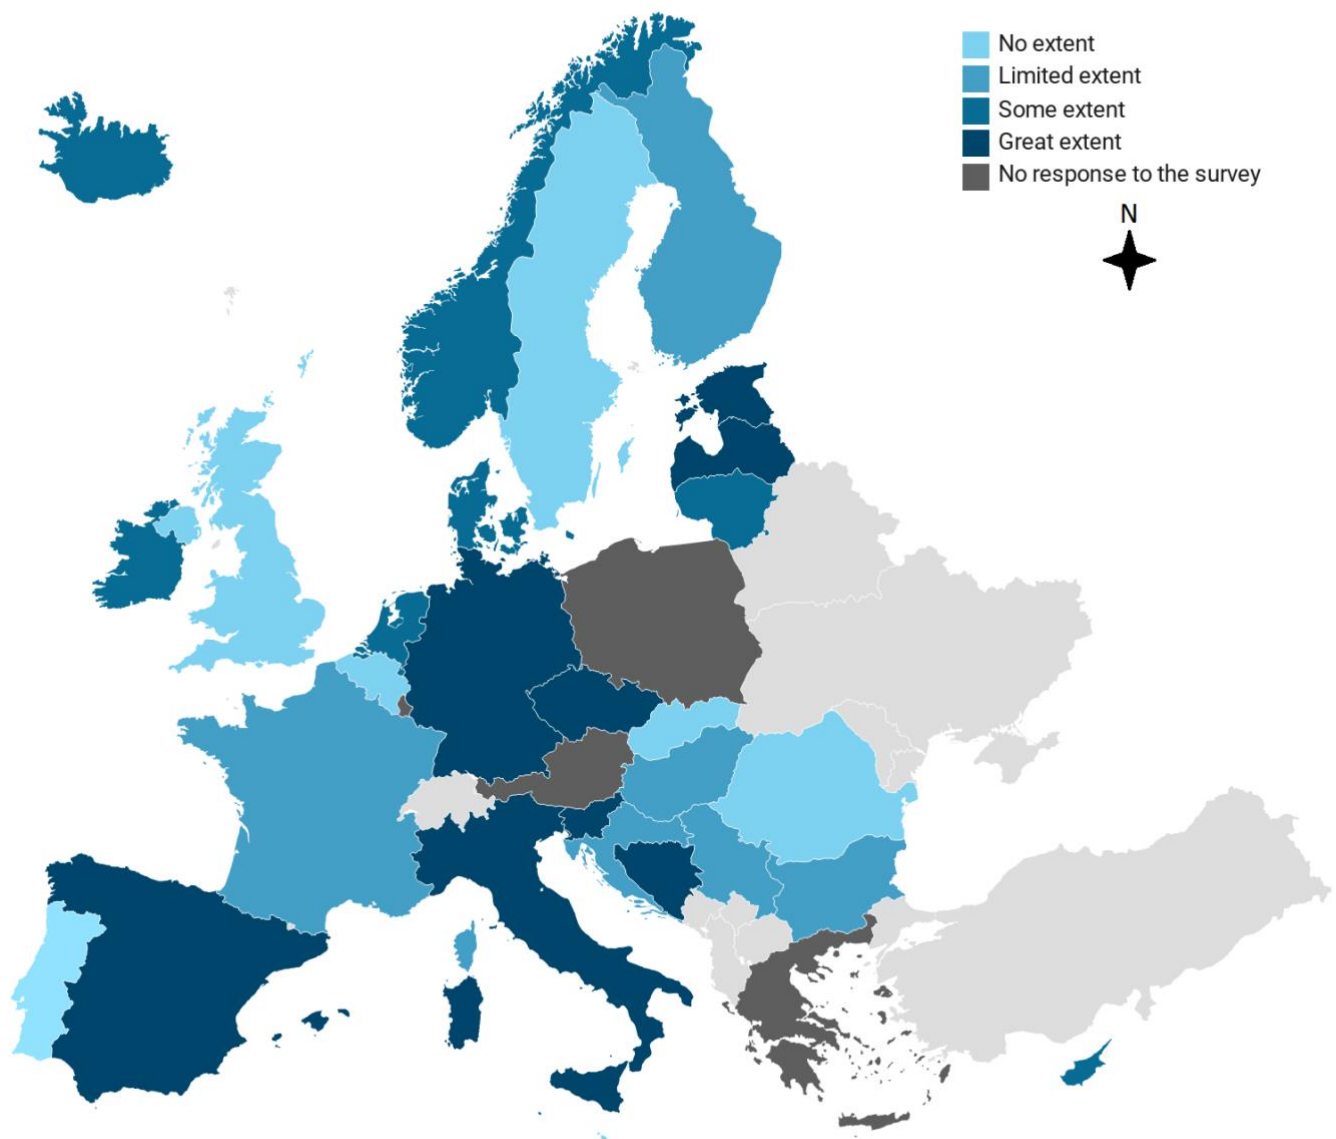 No extent
Limited extent
Some extent
Great extent
No response to the survey
N